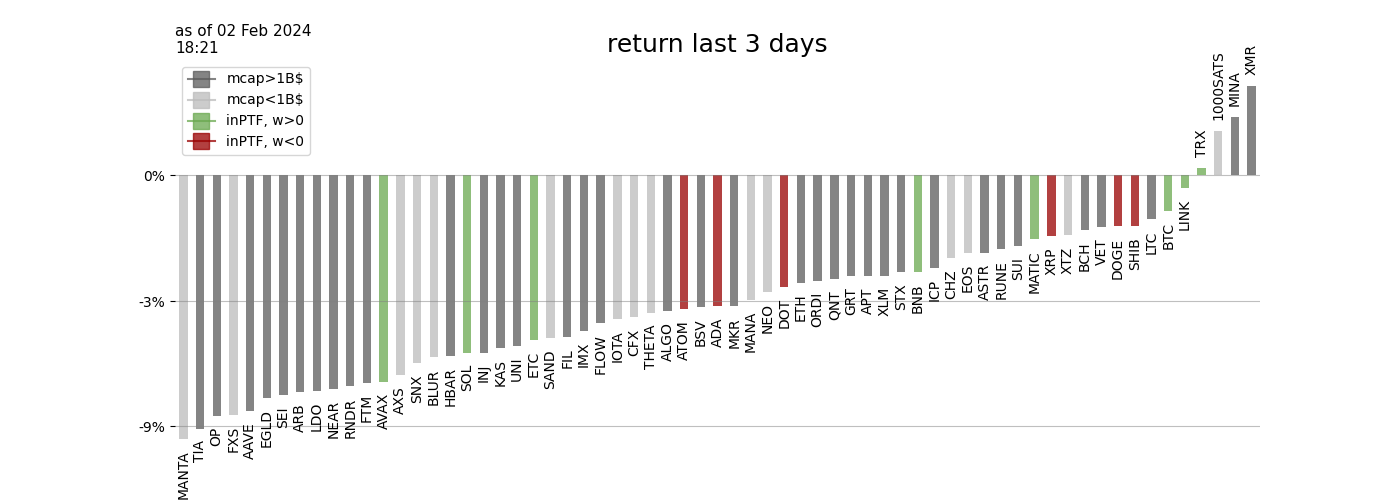 as of 02 Feb 2024
18:21
return last 3 days
mcap>1B$
mcap<1B$
inPTF, w>0
inPTF, w<0
0%
-3%
-9%
MANTA
TIA
OP
FXS
AAVE
EGLD
SEI
ARB
LDO
NEAR
RNDR
FTM
AVAX
AXS
SNX
BLUR
HBAR
SOL
INJ
KAS
UNI
ETC
SAND
FIL
IMX
FLOW
IOTA
CFX
THETA
ALGO
ATOM
BSV
ADA
MKR
MANA
NEO
DOT
ETH
ORDI
QNT
GRT
APT
XLM
STX
BNB
ICP
CHZ
EOS
ASTR
RUNE
SUI
MATIC
XRP
XTZ
BCH
VET
DOGE
SHIB
LTC
BTC
LINK
TRX
1000SATS
MINA
XMR